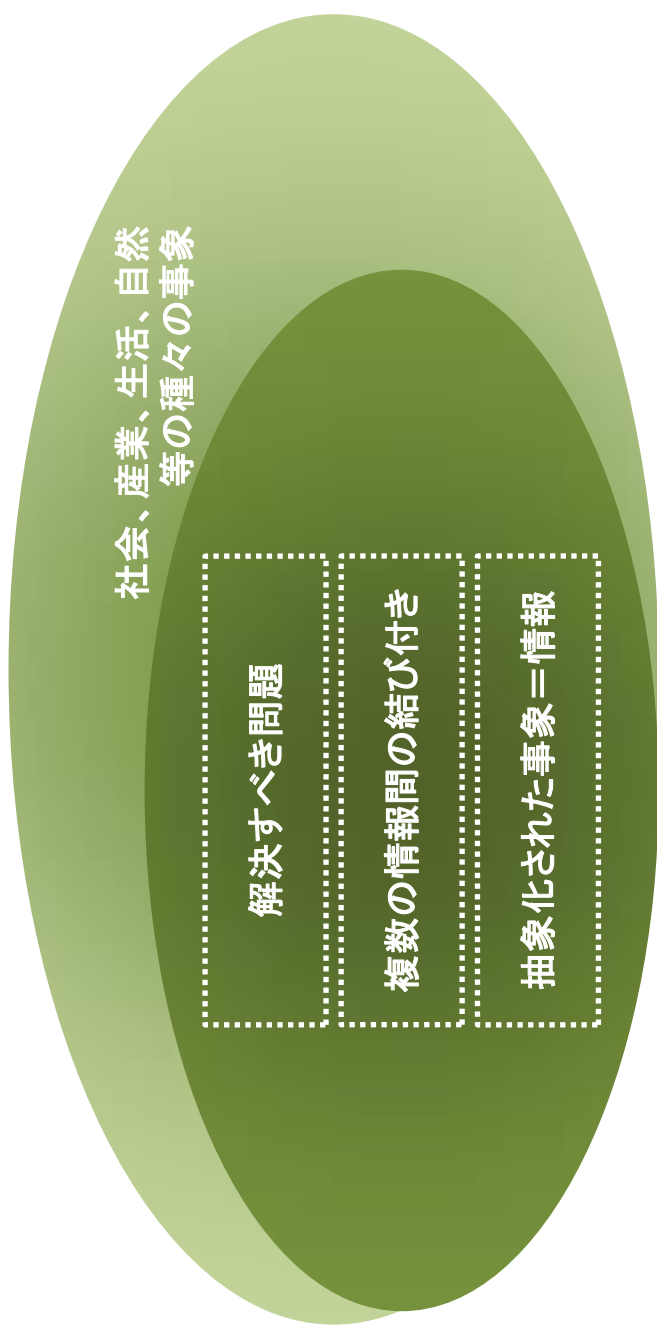 社会、産業、生活、自然
等の種々の事象
解決すべき問題
複数の情報間の結び付き
抽象化された事象＝情報